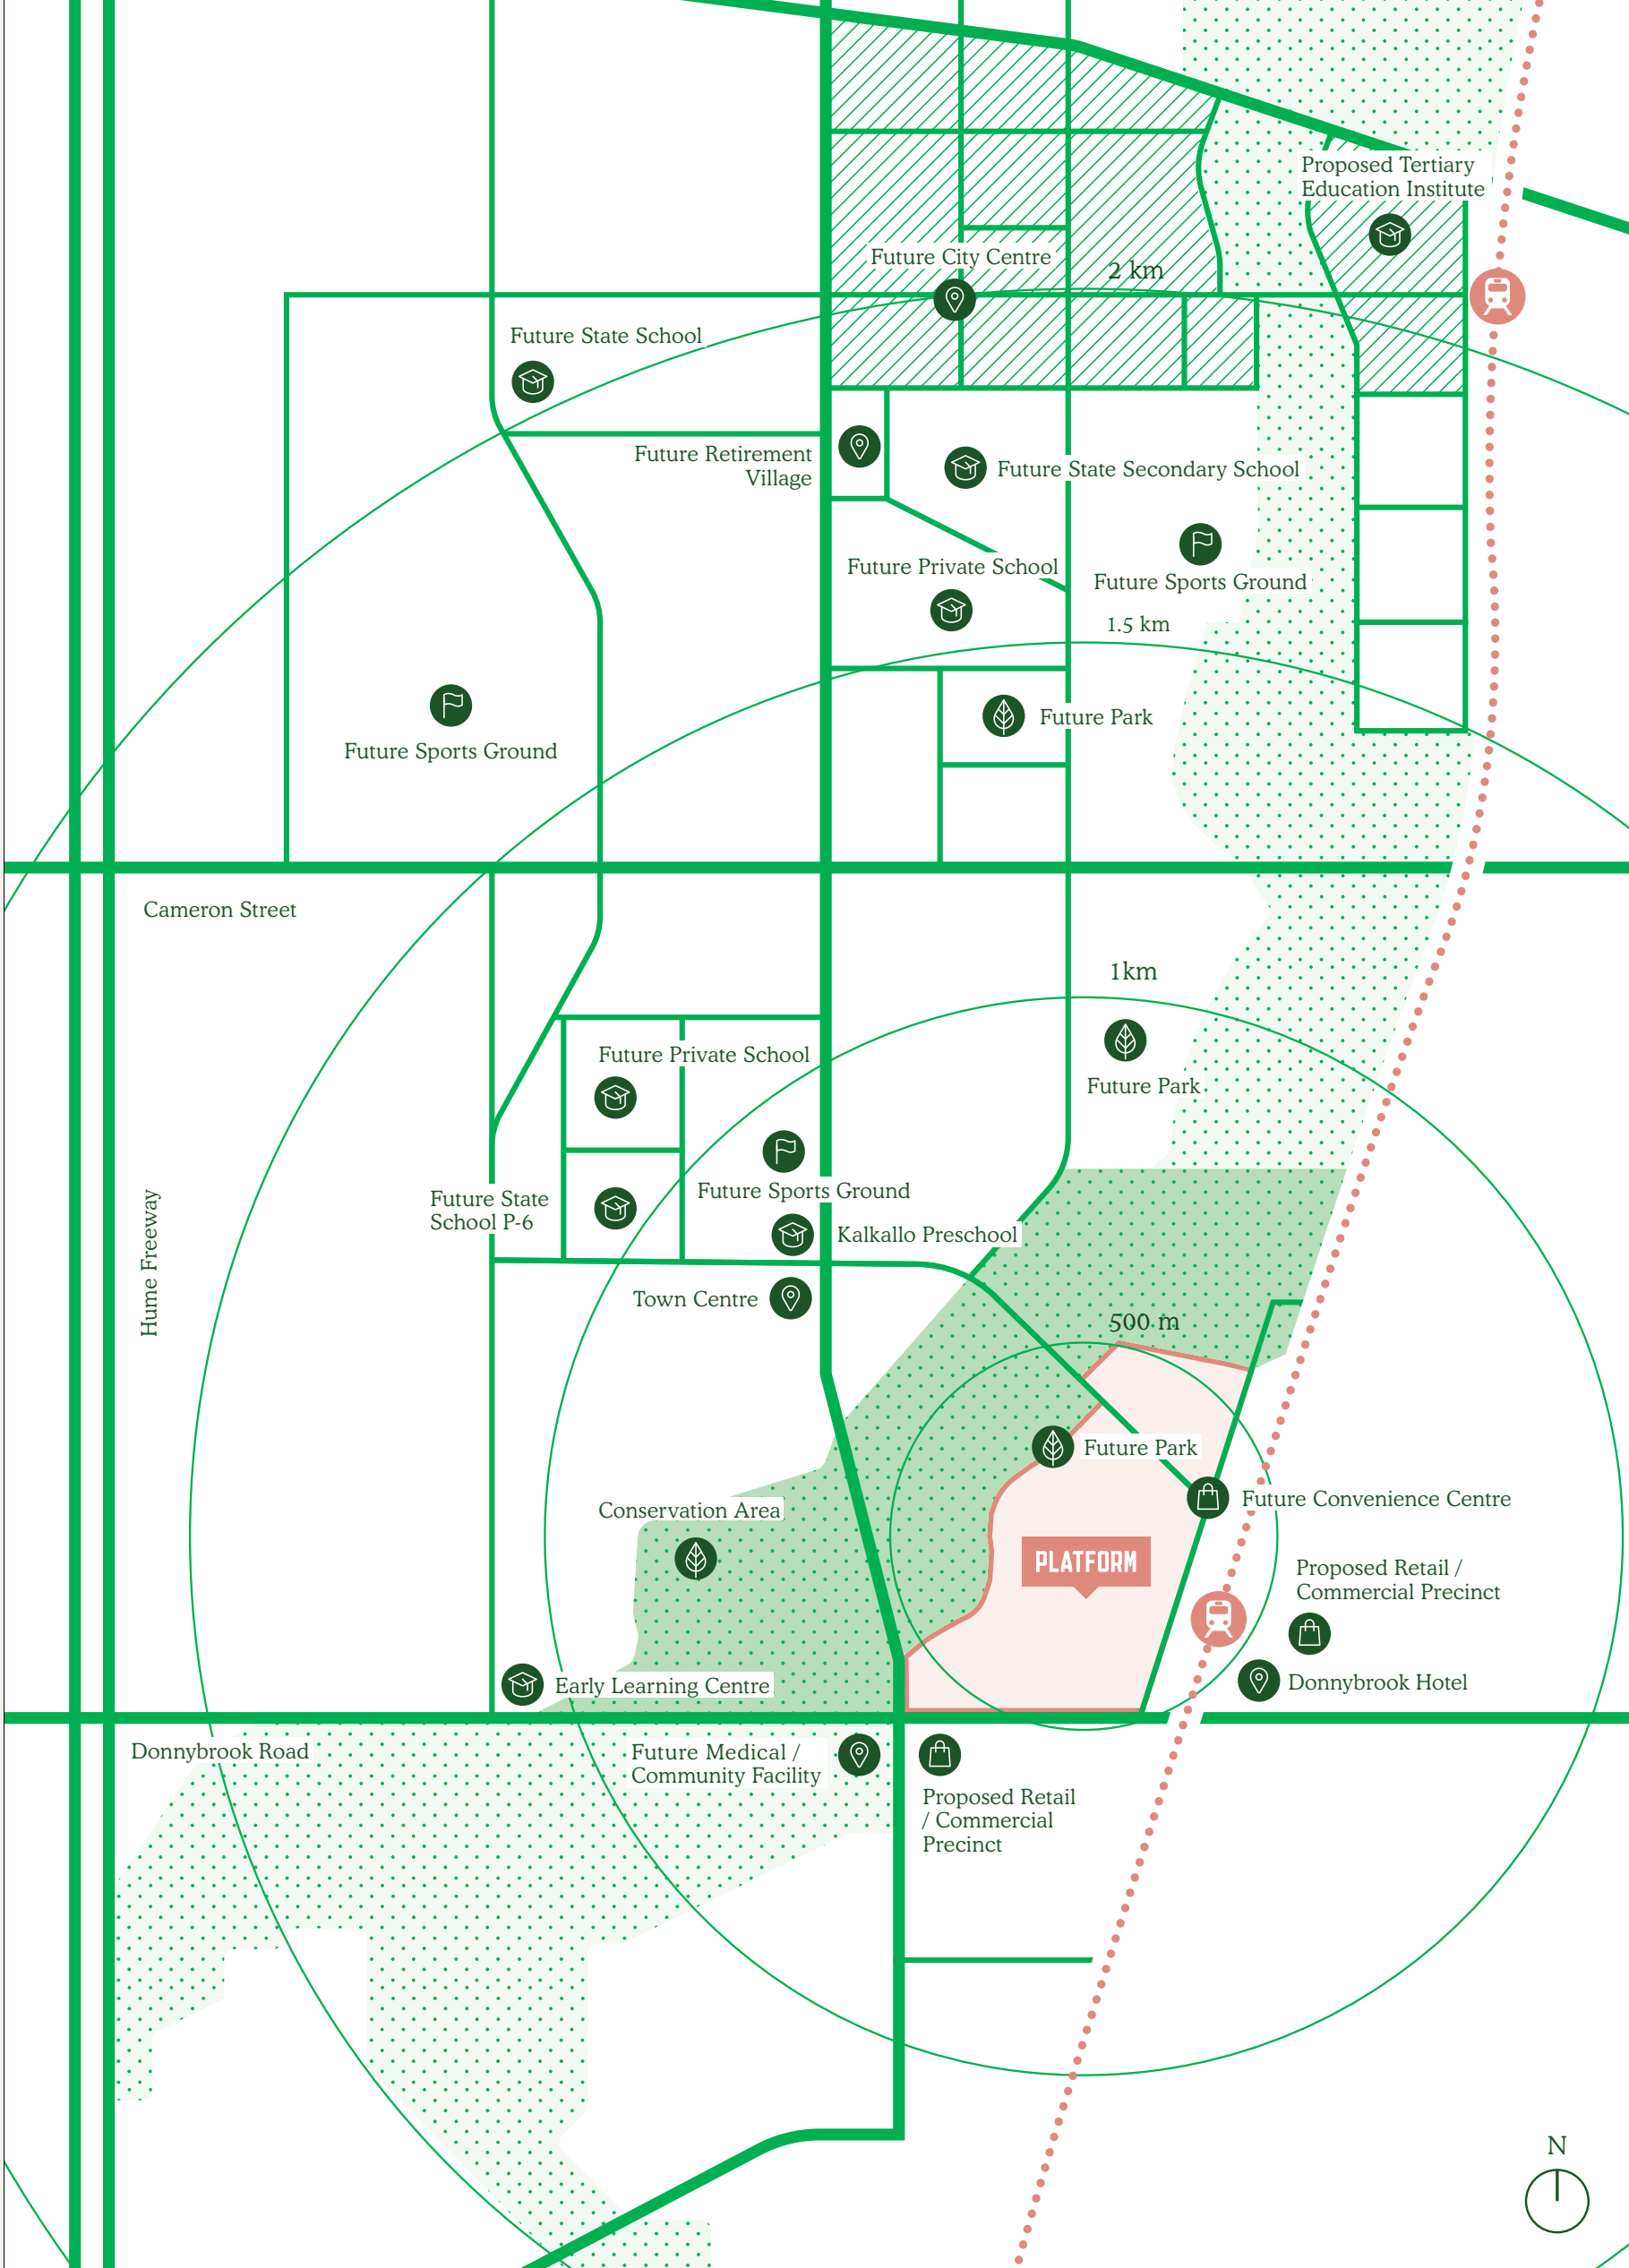 Proposed Tertiary
Education Institute
Future City Centre
2 km
Future State School
Future Retirement
Village
Future State Secondary School
Future Private School
Future Sports Ground
1.5 km
Future Park
Future Sports Ground
Cameron Street
1km
Future Private School
Future Park
Future State
School P-6
Future Sports Ground
Kalkallo Preschool
Hume Freeway
Town Centre
500 m
Future Park
Future Convenience Centre
Conservation Area
PLATFORM
Proposed Retail /
Commercial Precinct
Early Learning Centre
Donnybrook Hotel
Donnybrook Road
Future Medical /
Community Facility
Proposed Retail
/ Commercial
Precinct
N